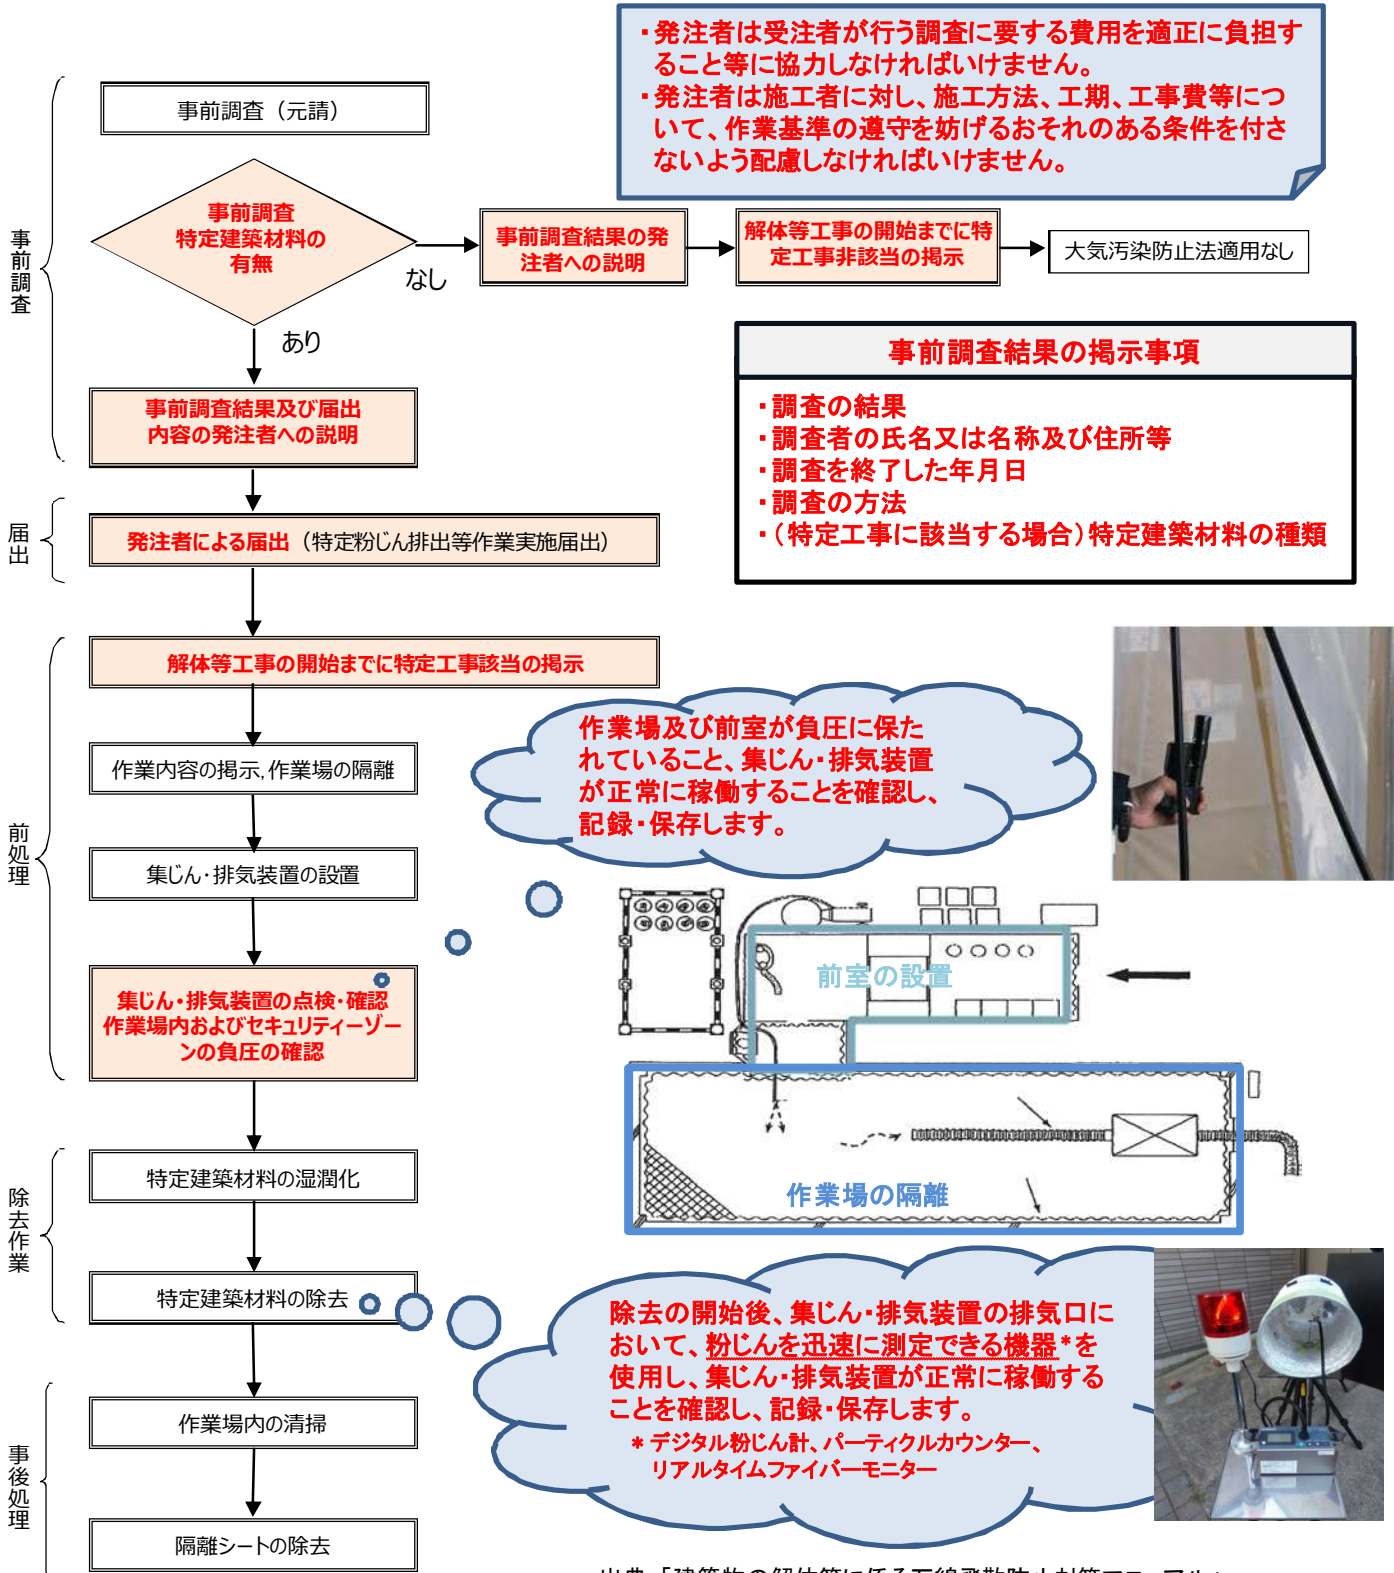 ・発注者は受注者が行う調査に要する費用を適正に負担す
ること等に協力しなければいけません。
・発注者は施工者に対し、施工方法、工期、工事費等につ
いて、作業基準の遵守を妨げるおそれのある条件を付さ
ないよう配慮しなければいけません。
事前調査
事前調査（元請）
事前調査
特定建築材料の
有無
なし
事前調査結果の発
注者への説明
解体等工事の開始までに特
定工事非該当の掲示
大気汚染防止法適用なし
あり
事前調査結果及び届出
内容の発注者への説明
事前調査結果の掲示事項
・調査の結果
・調査者の氏名又は名称及び住所等
・調査を終了した年月日
・調査の方法
・（特定工事に該当する場合）特定建築材料の種類
届出
発注者による届出（特定粉じん排出等作業実施届出）
前処理
解体等工事の開始までに特定工事該当の掲示
作業内容の掲示，作業場の隔離
集じん・排気装置の設置
集じん・排気装置の点検・確認
作業場内およびセキュリティーゾー
ンの負圧の確認
作業場及び前室が負圧に保た
れていること、集じん・排気装置
が正常に稼働することを確認し、
記録・保存します。
前室の設置
作業場の隔離
除去作業
特定建築材料の湿潤化
特定建築材料の除去
除去の開始後、集じん・排気装置の排気口に
おいて、粉じんを迅速に測定できる機器*を
使用し、集じん・排気装置が正常に稼働する
ことを確認し、記録・保存します。
* デジタル粉じん計、パーティクルカウンター、
リアルタイムファイバーモニター
事後処理
作業場内の清掃
隔離シートの除去